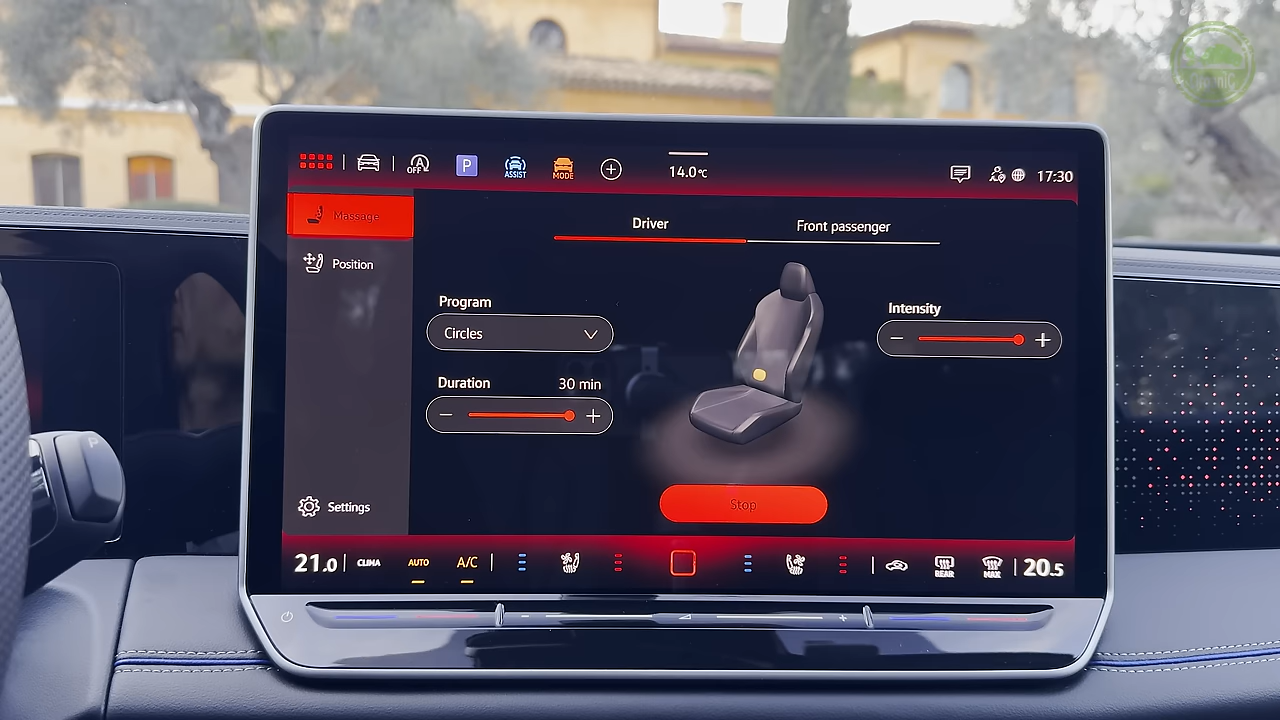 OFF
P
ASSIST
MODE
14.0°C
17:30
Massage
Driver
Front passenger
Position
Program
Circles
Intensity
Duration
30 min
Settings
Stop
21.0
CLIMA
AUTO
A/C
REAR
MAX
20.5
P